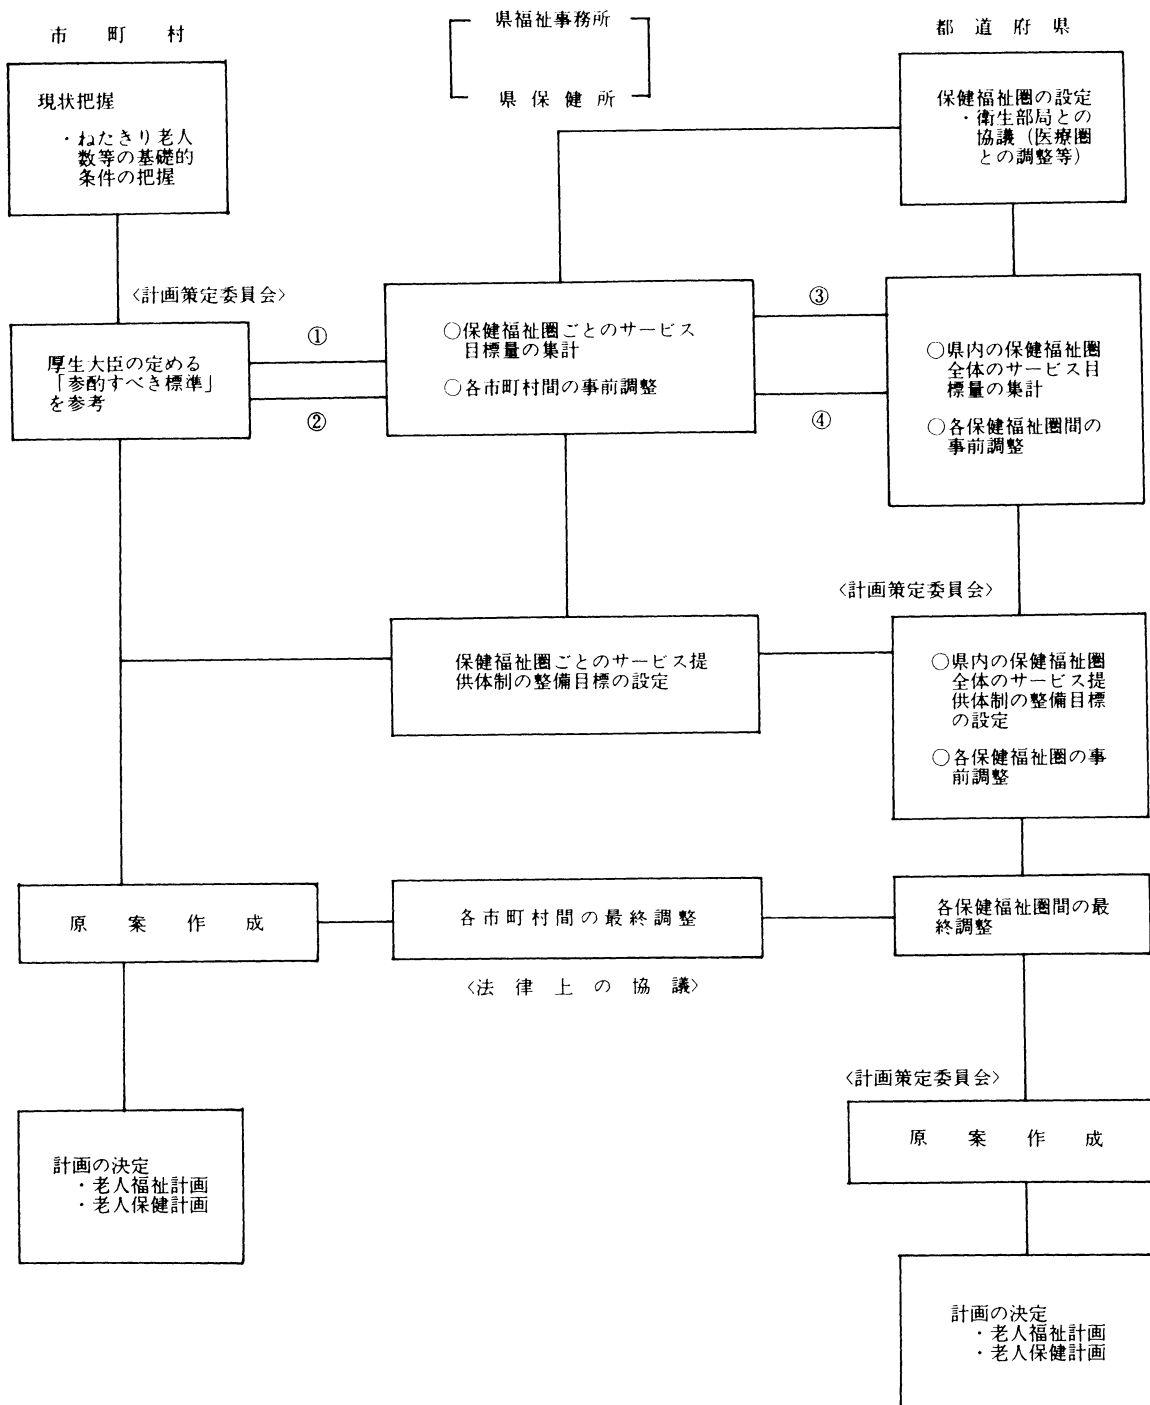 市町村
県福祉事務所
県保健所
都道府県
現状把握
・ねたきり老人
数等の基礎的
条件の把握
保健福祉圏の設定
・衛生部局との
協議（医療圏
との調整等）
〈計画策定委員会〉
厚生大臣の定める
「参酌すべき標準」
を参考
①
②
○保健福祉圏ごとのサービス
目標量の集計
○各市町村間の事前調整
③
④
○県内の保健福祉圏
全体のサービス目
標量の集計
○各保健福祉圏間の
事前調整
〈計画策定委員会〉
保健福祉圏ごとのサービス提
供体制の整備目標の設定
○県内の保健福祉圏
全体のサービス提
供体制の整備目標
の設定
○各保健福祉圏の事
前調整
原案作成
各市町村間の最終調整
各保健福祉圏間の最
終調整
〈法律上の協議〉
〈計画策定委員会〉
原案作成
計画の決定
・老人福祉計画
・老人保健計画
計画の決定
・老人福祉計画
・老人保健計画